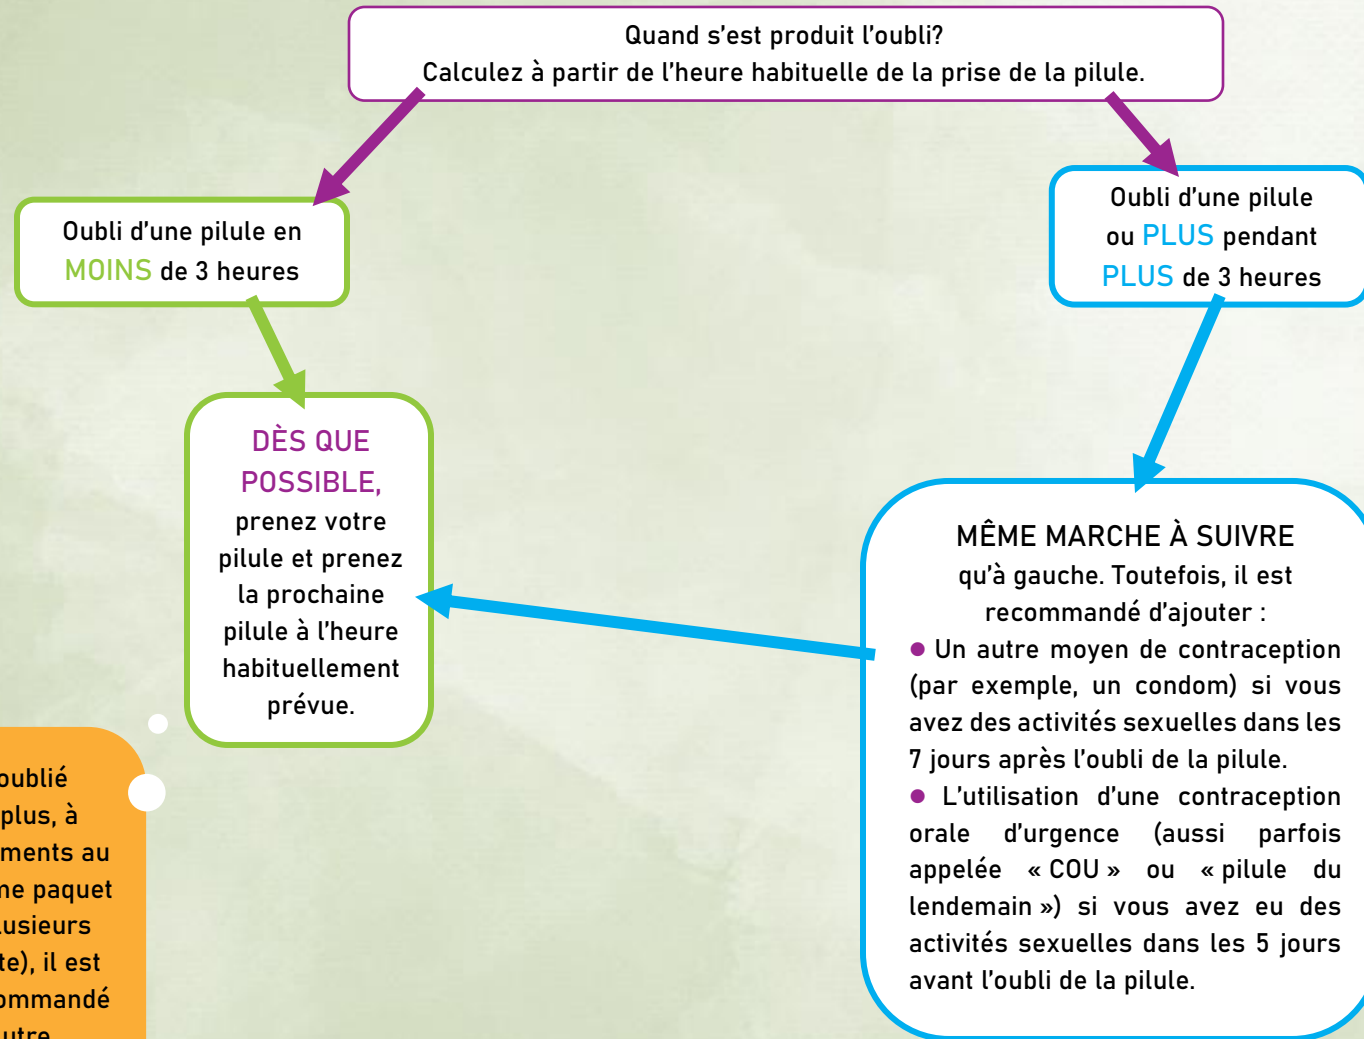 Quand s'est produit l'oubli?
Calculez à partir de l'heure habituelle de la prise de la pilule.
Oubli d'une pilule en
MOINS de 3 heures
Oubli d'une pilule
ou PLUS pendant
PLUS de 3 heures
DÈS QUE
POSSIBLE,
prenez votre
pilule et prenez
la prochaine
pilule à l'heure
habituellement
prévue.
MÊME MARCHE À SUIVRE
qu'à gauche. Toutefois, il est
recommandé d'ajouter :
● Un autre moyen de contraception
(par exemple, un condom) si vous
avez des activités sexuelles dans les
7 jours après l'oubli de la pilule.
● L'utilisation d'une contraception
orale d'urgence (aussi parfois
appelée « COU » ou « pilule du
lendemain ») si vous avez eu des
activités sexuelles dans les 5 jours
avant l'oubli de la pilule.
oublié
plus, à
ments au
me paquet
lusieurs
te), il est
ommandé
utre